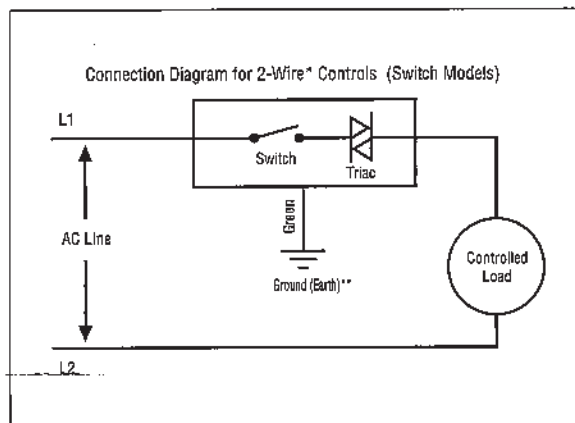 Connection Diagram for 2-Wire* Controls (Switch Models)
L1
Switch
Triac
Green
AC Line
Ground (Earth)**
Controlled
Load
L2